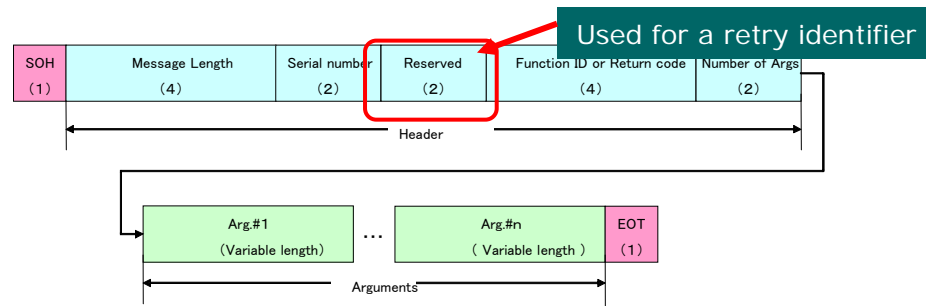 Used for a retry identifier
SOH Message Length Serial number Reserved Function ID or Return code Number of Args
(1) (4) (2) (2) (4) (2)
Header
Arg.#1 ... Arg.#n EOT
(Variable length) ( Variable length ) (1)
Arguments